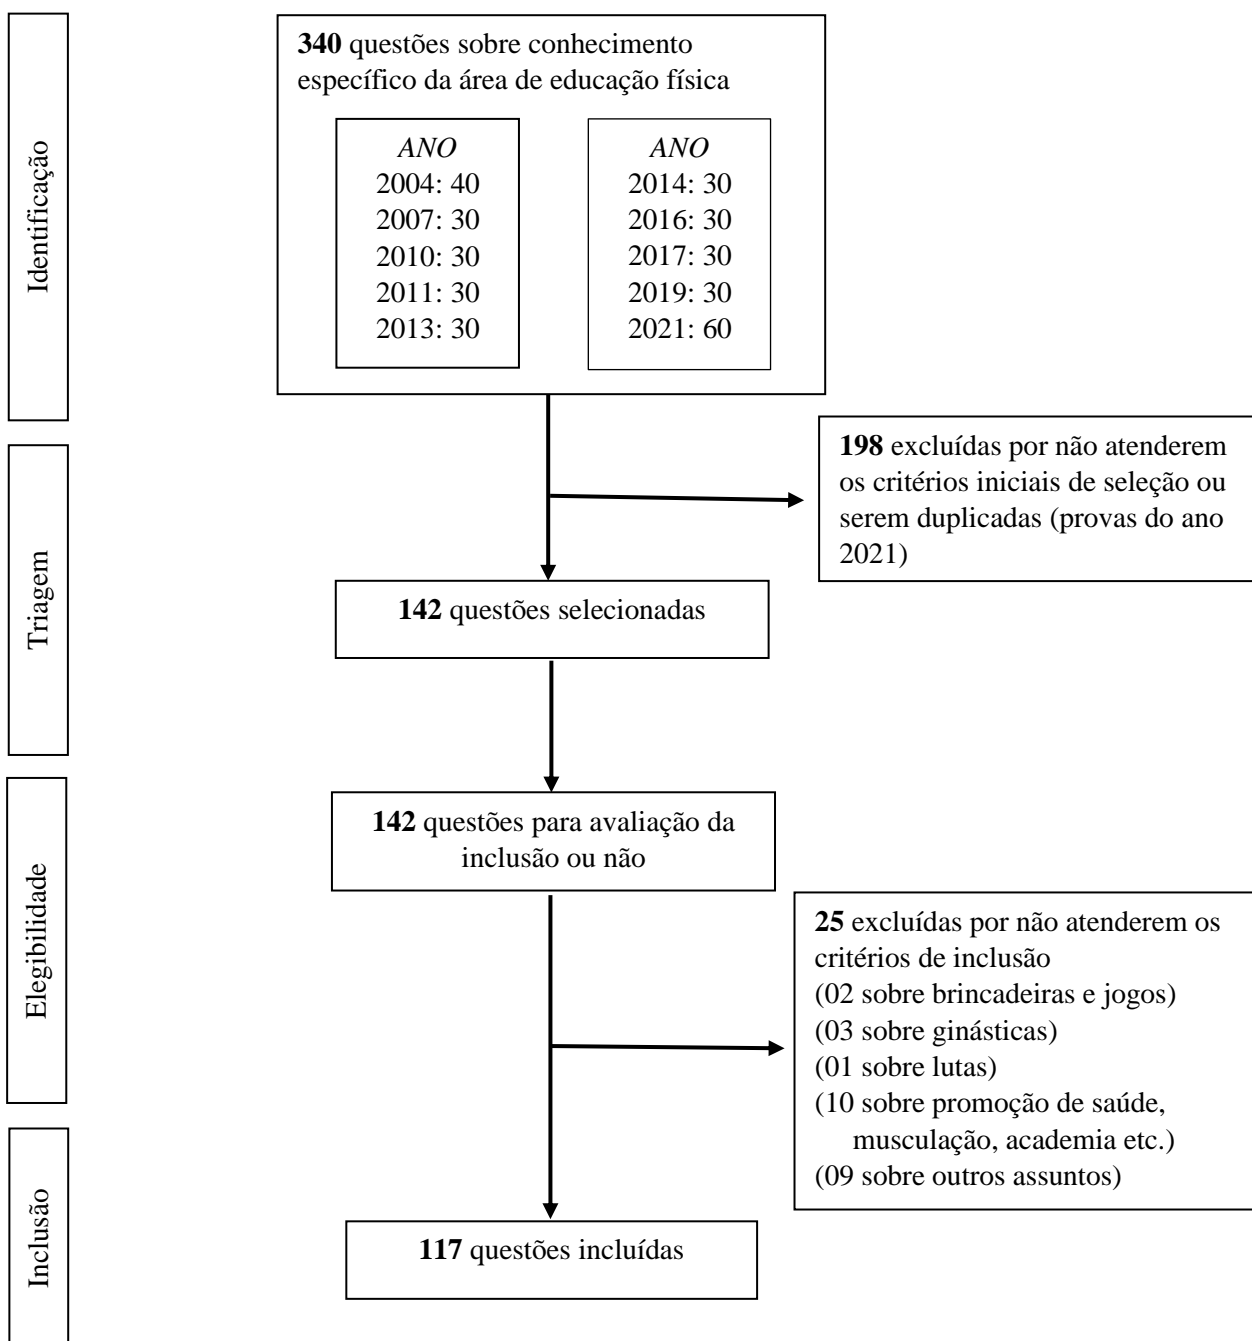 Identificação
340 questões sobre conhecimento
específico da área de educação física
ANO
2004: 40
2007: 30
2010: 30
2011: 30
2013: 30
ANO
2014: 30
2016: 30
2017: 30
2019: 30
2021: 60
Triagem
198 excluídas por não atenderem
os critérios iniciais de seleção ou
serem duplicadas (provas do ano
2021)
142 questões selecionadas
Elegibilidade
142 questões para avaliação da
inclusão ou não
25 excluídas por não atenderem os
critérios de inclusão
(02 sobre brincadeiras e jogos)
(03 sobre ginásticas)
(01 sobre lutas)
(10 sobre promoção de saúde,
musculação, academia etc.)
(09 sobre outros assuntos)
Inclusão
117 questões incluídas